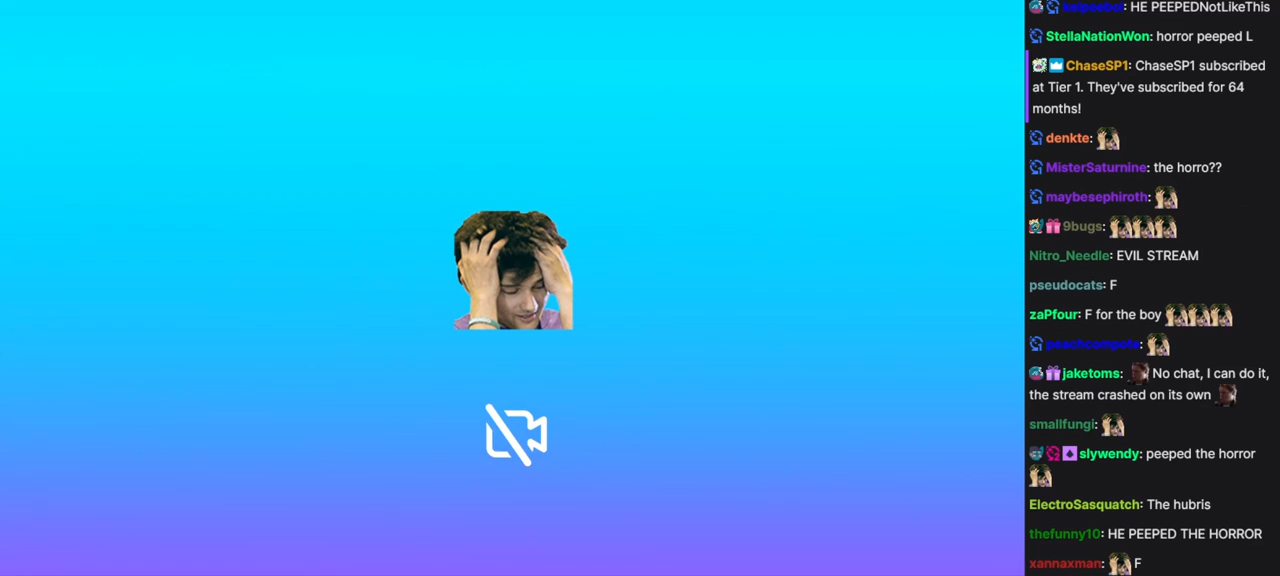 kelpeebot: HE PEEPEDNotLikeThis
StellaNationWon: horror peeped L
ChaseSP1: ChaseSP1 subscribed
at Tier 1. They've subscribed for 64
months!
denkte:
MisterSaturnine: the horro??
maybesephiroth:
9bugs:
Nitro_Needle: EVIL STREAM
pseudocats: F
zaPfour: F for the boy
peachcompote:
jaketoms: No chat, I can do it,
the stream crashed on its own
smallfungi:
slywendy: peeped the horror
ElectroSasquatch: The hubris
thefunny10: HE PEEPED THE HORROR
xannaxman: F